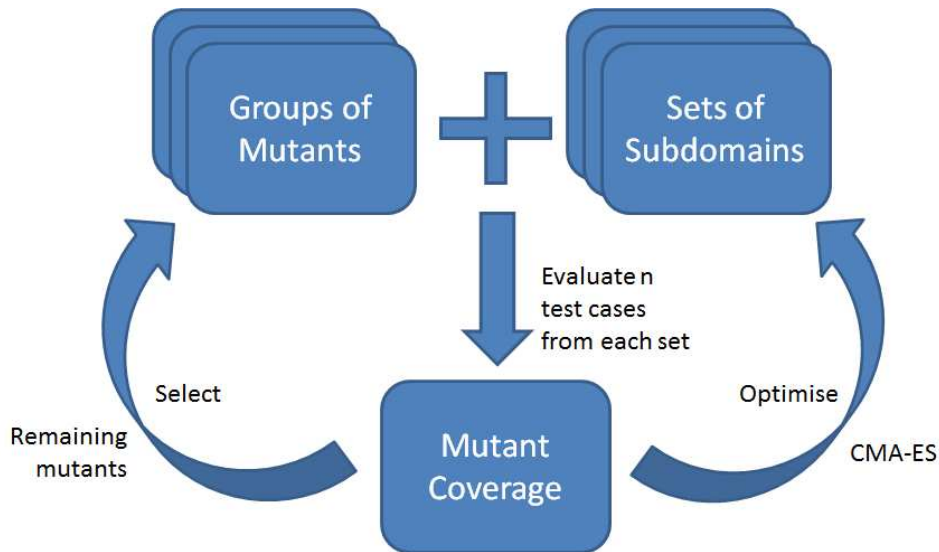 Groups of
Mutants
Sets of
Subdomains
Evaluate n
test cases
from each set
Select
Remaining
mutants
Optimise
CMA-ES
Mutant
Coverage